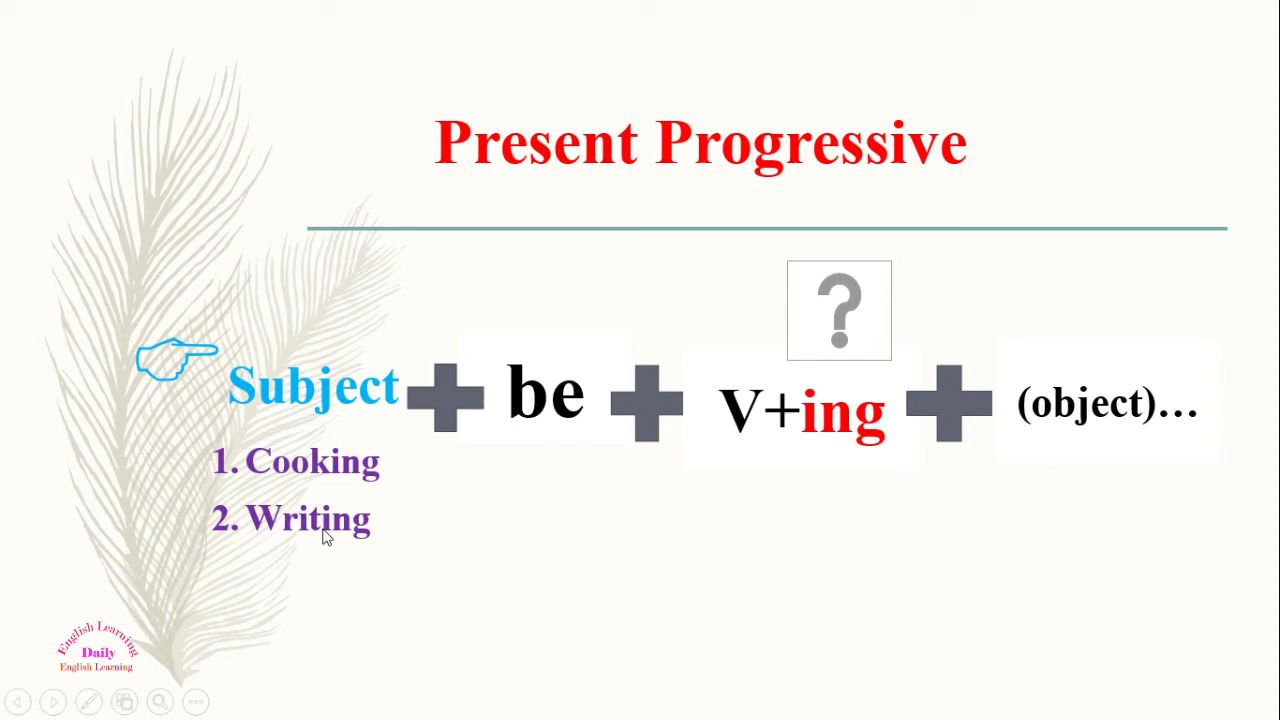 Present Progressive
?
Subject + be + V+ing + (object)...
1. Cooking
2. Writing
English Learning
Daily
English Learning